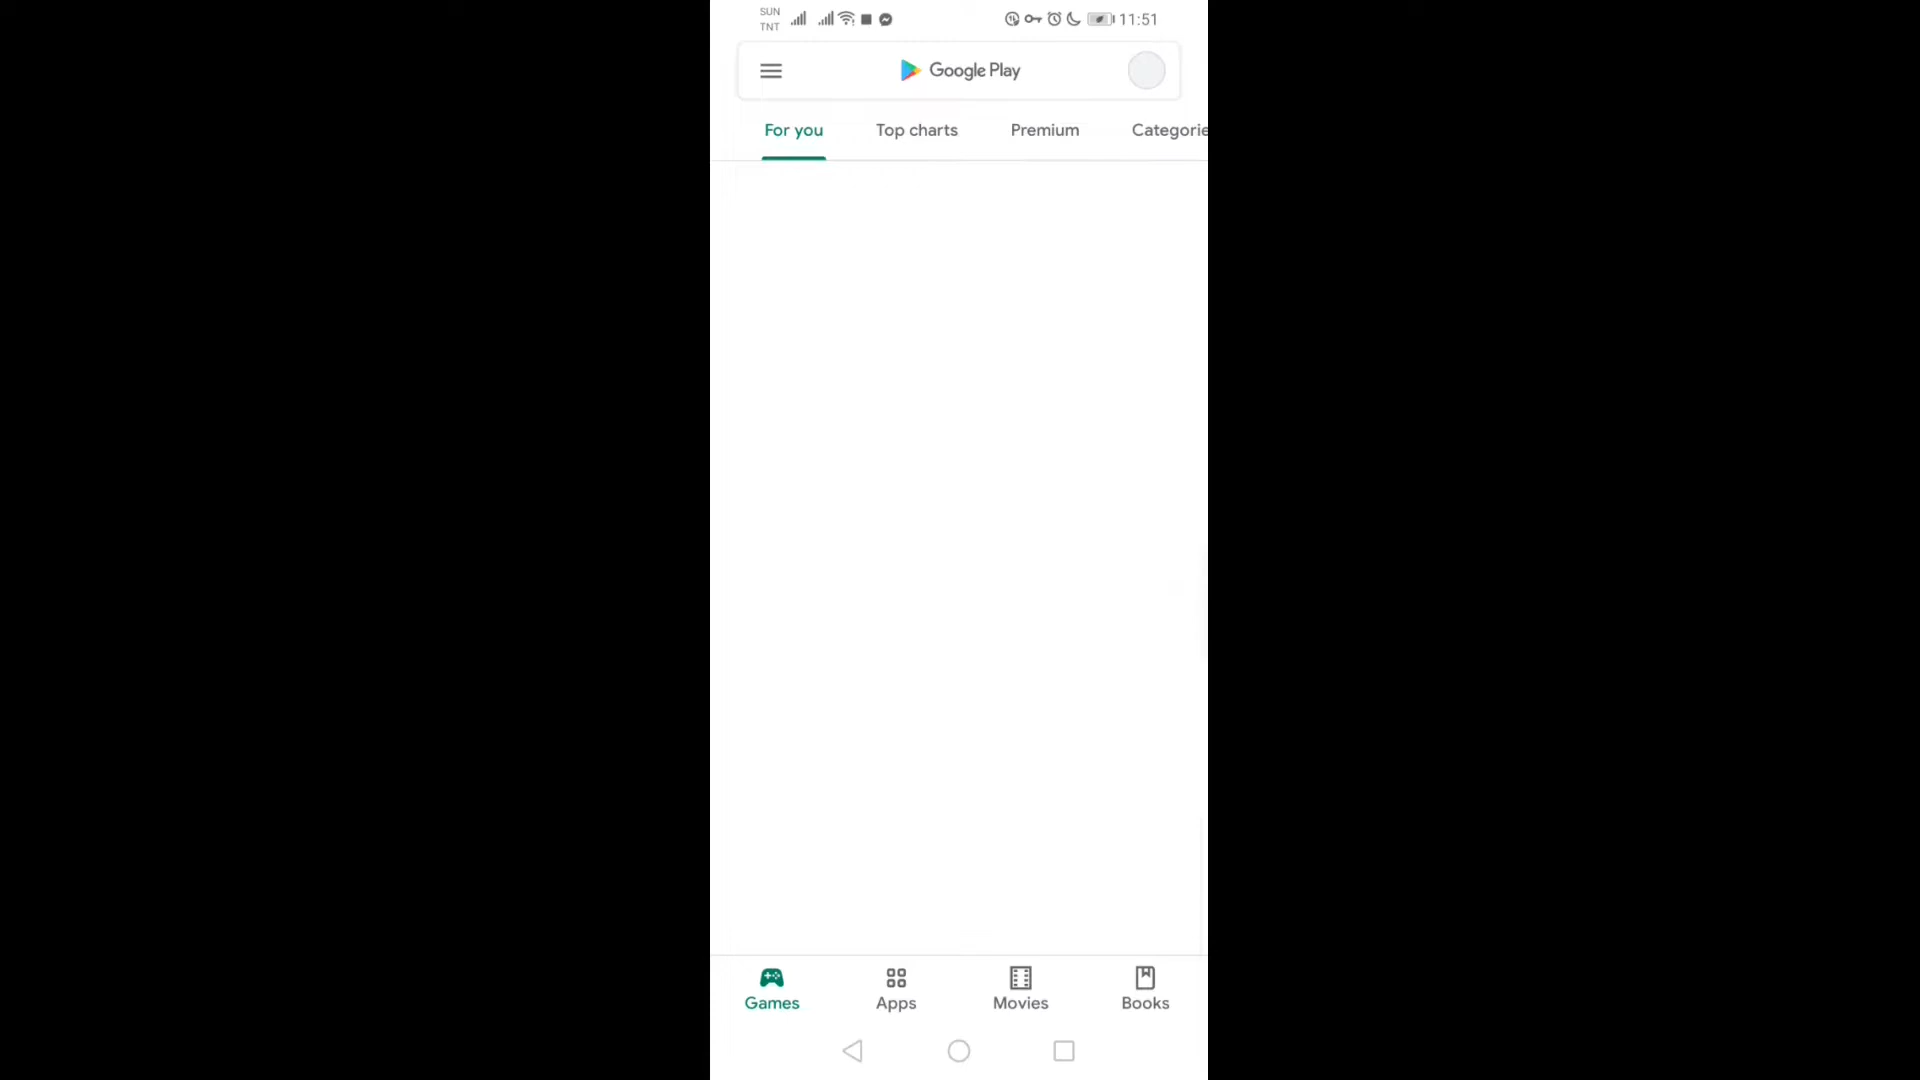 SUN
TNT
11:51
Google Play
For you
Top charts
Premium
Categorie
Games
Apps
Movies
Books